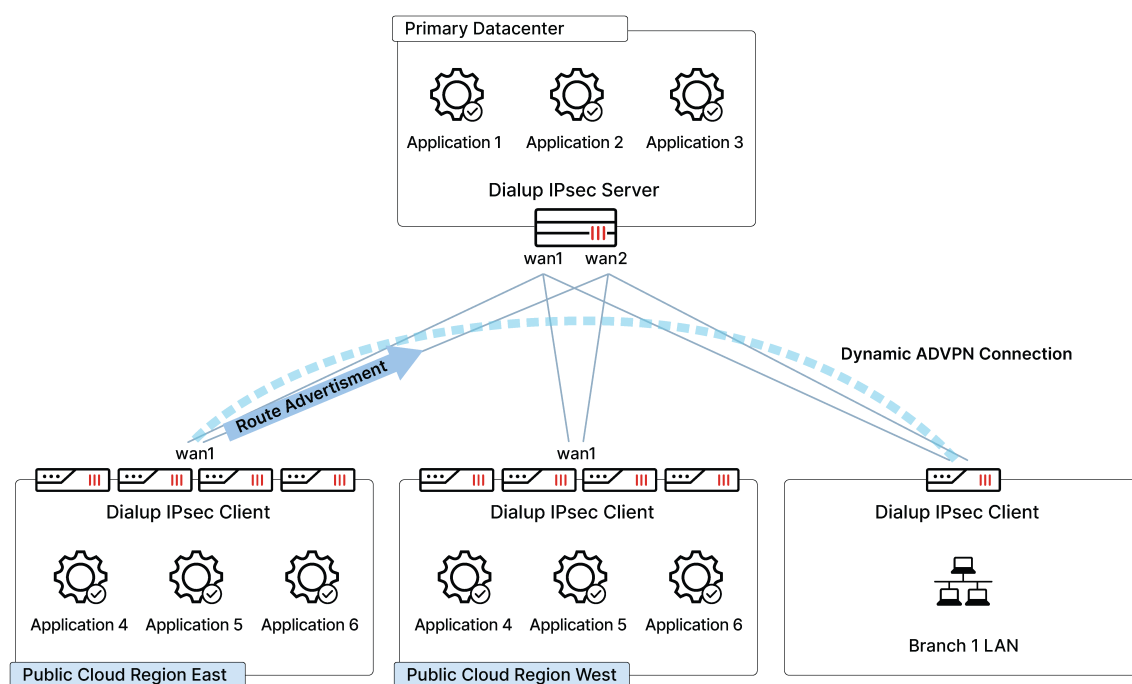 Primary Datacenter
Application 1
Application 2
Application 3
Dialup IPsec Server
wan1
wan2
Dynamic ADVPN Connection
Route Advertisment
wan1
wan1
Dialup IPsec Client
Dialup IPsec Client
Dialup IPsec Client
Application 4
Application 5
Application 6
Application 4
Application 5
Application 6
Branch 1 LAN
Public Cloud Region East
Public Cloud Region West